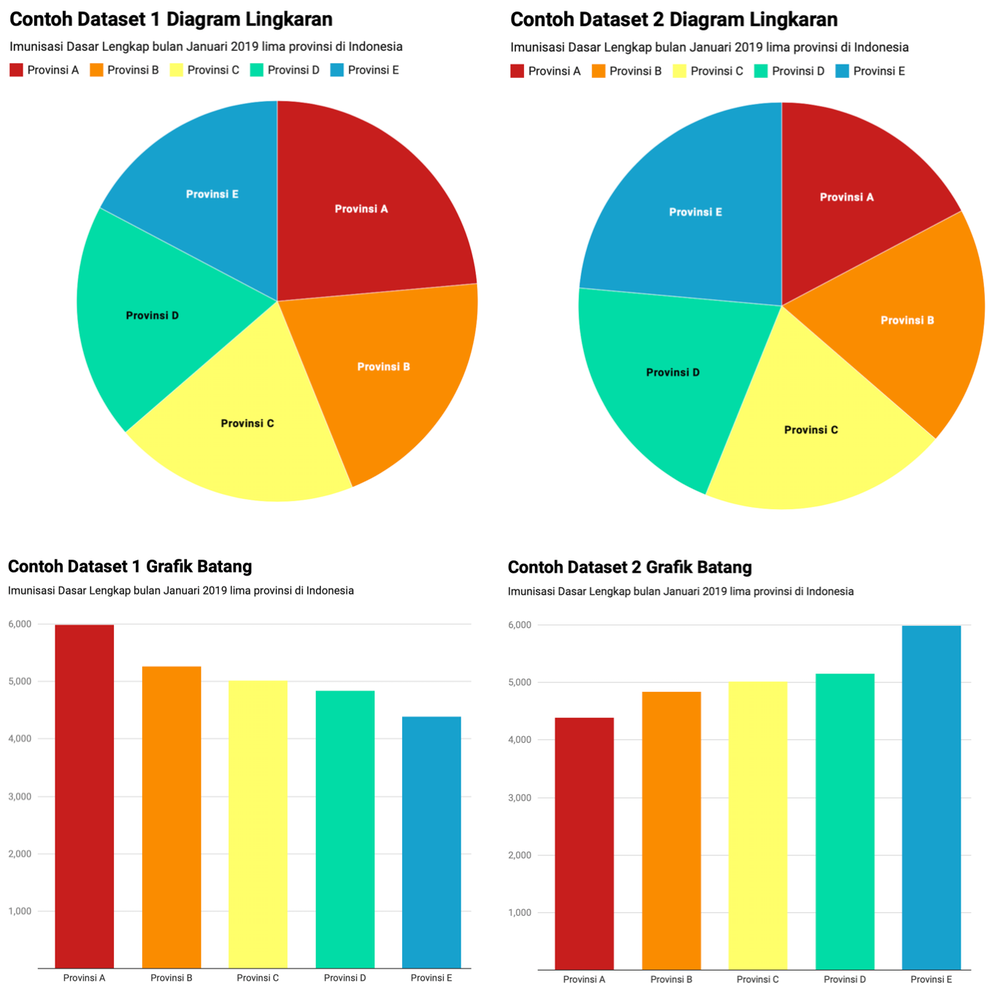 Contoh Dataset 1 Diagram Lingkaran
Imunisasi Dasar Lengkap bulan Januari 2019 lima provinsi di Indonesia
Provinsi A Provinsi B Provinsi C Provinsi D Provinsi E
Provinsi A
Provinsi B
Provinsi C
Provinsi D
Provinsi E
Contoh Dataset 2 Diagram Lingkaran
Imunisasi Dasar Lengkap bulan Januari 2019 lima provinsi di Indonesia
Provinsi A Provinsi B Provinsi C Provinsi D Provinsi E
Provinsi A
Provinsi B
Provinsi C
Provinsi D
Provinsi E
Contoh Dataset 1 Grafik Batang
Imunisasi Dasar Lengkap bulan Januari 2019 lima provinsi di Indonesia
6,000
5,000
4,000
3,000
2,000
1,000
Provinsi A Provinsi B Provinsi C Provinsi D Provinsi E
Contoh Dataset 2 Grafik Batang
Imunisasi Dasar Lengkap bulan Januari 2019 lima provinsi di Indonesia
6,000
5,000
4,000
3,000
2,000
1,000
Provinsi A Provinsi B Provinsi C Provinsi D Provinsi E